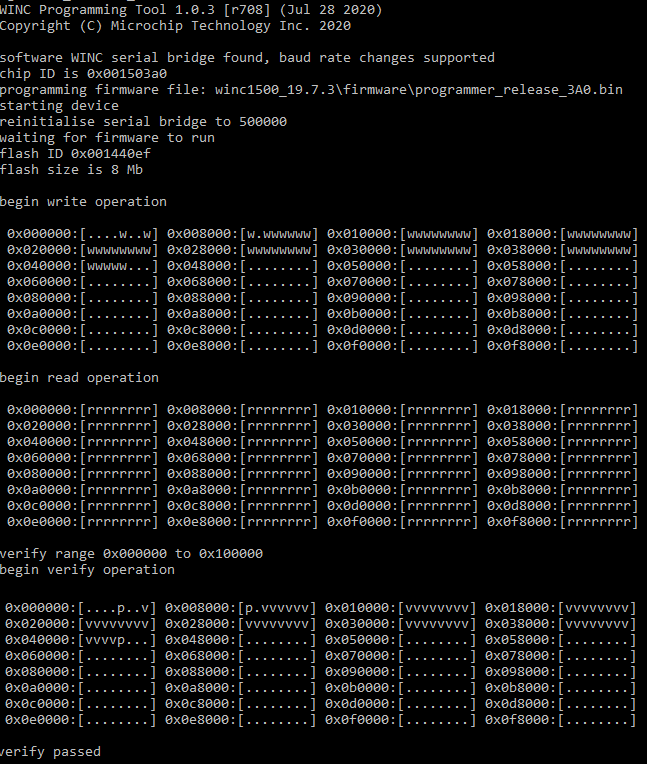 WINC Programming Tool 1.0.3 [r708] (Jul 28 2020)
Copyright (C) Microchip Technology Inc. 2020
software WINC serial bridge found, baud rate changes supported
chip ID is 0x001503a0
programming firmware file: winc1500_19.7.3\firmware\programmer_release_3A0.bin
starting device
reinitialise serial bridge to 500000
waiting for firmware to run
flash ID 0x001440ef
flash size is 8 Mb
begin write operation
0x000000:[....w..w] 0x008000:[w.wwwwww] 0x010000:[wwwwwwww] 0x018000:[wwwwwwww]
0x020000:[wwwwwwww] 0x028000:[wwwwwwww] 0x030000:[wwwwwwww] 0x038000:[wwwwwwww]
0x040000:[wwwww...] 0x048000:[........] 0x050000:[........] 0x058000:[........]
0x060000:[........] 0x068000:[........] 0x070000:[........] 0x078000:[........]
0x080000:[........] 0x088000:[........] 0x090000:[........] 0x098000:[........]
0x0a0000:[........] 0x0a8000:[........] 0x0b0000:[........] 0x0b8000:[........]
0x0c0000:[........] 0x0c8000:[........] 0x0d0000:[........] 0x0d8000:[........]
0x0e0000:[........] 0x0e8000:[........] 0x0f0000:[........] 0x0f8000:[........]
begin read operation
0x000000:[rrrrrrrr] 0x008000:[rrrrrrrr] 0x010000:[rrrrrrrr] 0x018000:[rrrrrrrr]
0x020000:[rrrrrrrr] 0x028000:[rrrrrrrr] 0x030000:[rrrrrrrr] 0x038000:[rrrrrrrr]
0x040000:[rrrrrrrr] 0x048000:[rrrrrrrr] 0x050000:[rrrrrrrr] 0x058000:[rrrrrrrr]
0x060000:[rrrrrrrr] 0x068000:[rrrrrrrr] 0x070000:[rrrrrrrr] 0x078000:[rrrrrrrr]
0x080000:[rrrrrrrr] 0x088000:[rrrrrrrr] 0x090000:[rrrrrrrr] 0x098000:[rrrrrrrr]
0x0a0000:[rrrrrrrr] 0x0a8000:[rrrrrrrr] 0x0b0000:[rrrrrrrr] 0x0b8000:[rrrrrrrr]
0x0c0000:[rrrrrrrr] 0x0c8000:[rrrrrrrr] 0x0d0000:[rrrrrrrr] 0x0d8000:[rrrrrrrr]
0x0e0000:[rrrrrrrr] 0x0e8000:[rrrrrrrr] 0x0f0000:[rrrrrrrr] 0x0f8000:[rrrrrrrr]
verify range 0x000000 to 0x100000
begin verify operation
0x000000:[....p..v] 0x008000:[p.vvvvvv] 0x010000:[vvvvvvvv] 0x018000:[vvvvvvvv]
0x020000:[vvvvvvvv] 0x028000:[vvvvvvvv] 0x030000:[vvvvvvvv] 0x038000:[vvvvvvvv]
0x040000:[vvvvp...] 0x048000:[........] 0x050000:[........] 0x058000:[........]
0x060000:[........] 0x068000:[........] 0x070000:[........] 0x078000:[........]
0x080000:[........] 0x088000:[........] 0x090000:[........] 0x098000:[........]
0x0a0000:[........] 0x0a8000:[........] 0x0b0000:[........] 0x0b8000:[........]
0x0c0000:[........] 0x0c8000:[........] 0x0d0000:[........] 0x0d8000:[........]
0x0e0000:[........] 0x0e8000:[........] 0x0f0000:[........] 0x0f8000:[........]
verify passed